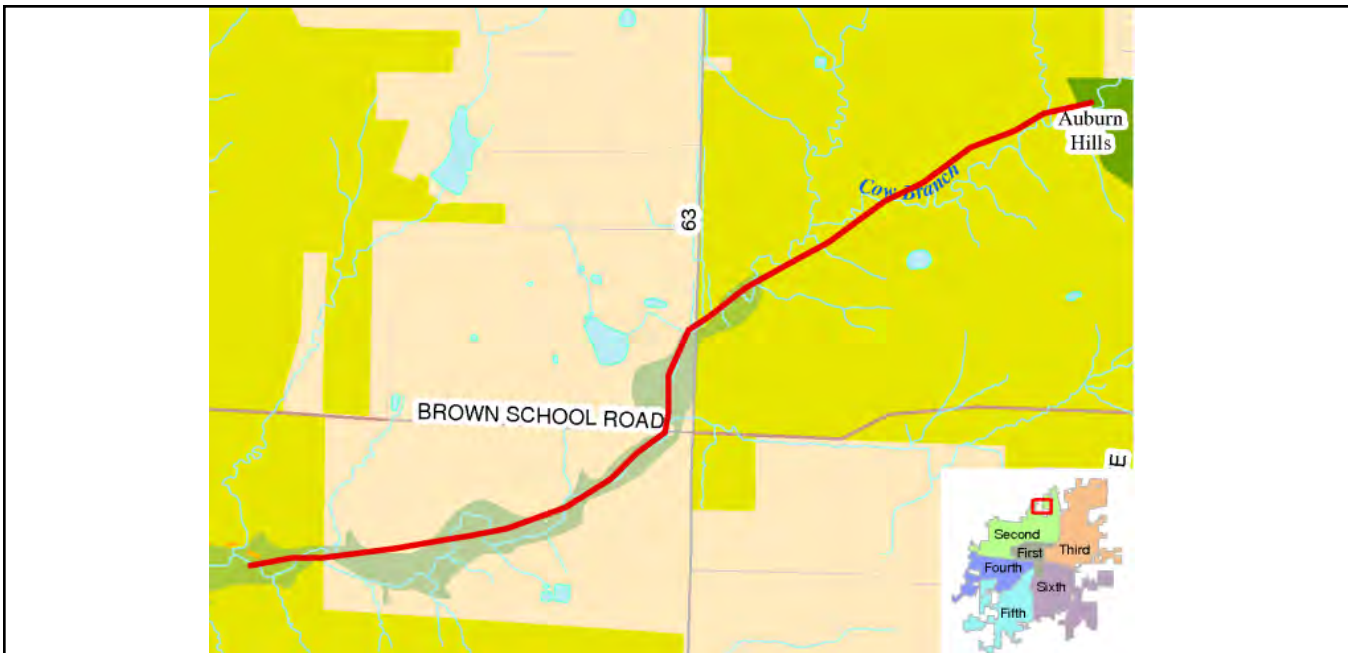 Auburn
Hills
Cow Branch
63
BROWN SCHOOL ROAD
E
Second
Third
First
Fourth
Sixth
Fifth